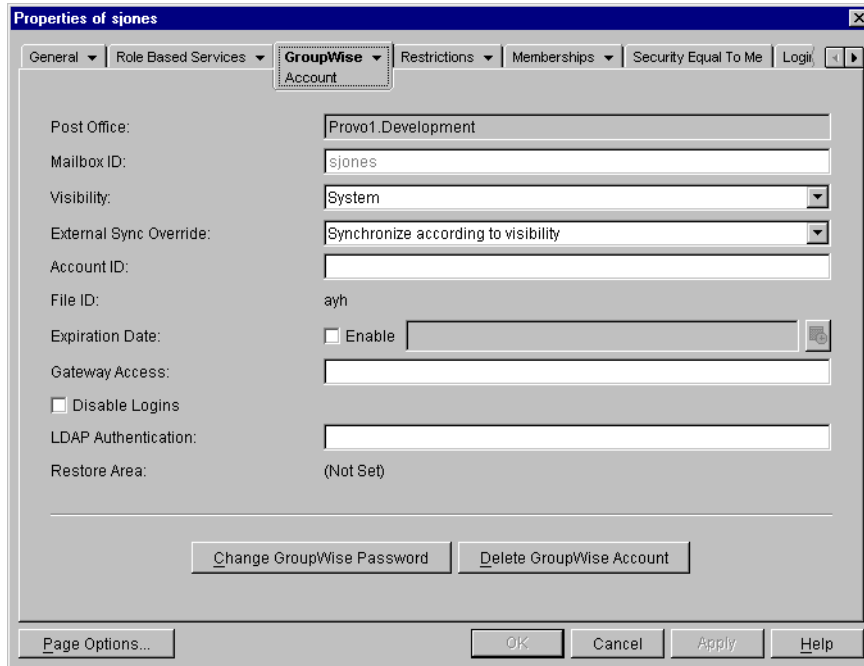 Properties of sjones
General Role Based Services GroupWise Restrictions Memberships Security Equal To Me Login
Account
Post Office: Provo1.Development
Mailbox ID: sjones
Visibility: System
External Sync Override: Synchronize according to visibility
Account ID:
File ID: ayh
Expiration Date: Enable
Gateway Access:
Disable Logins
LDAP Authentication:
Restore Area: (Not Set)
Change GroupWise Password Delete GroupWise Account
Page Options... OK Cancel Apply Help